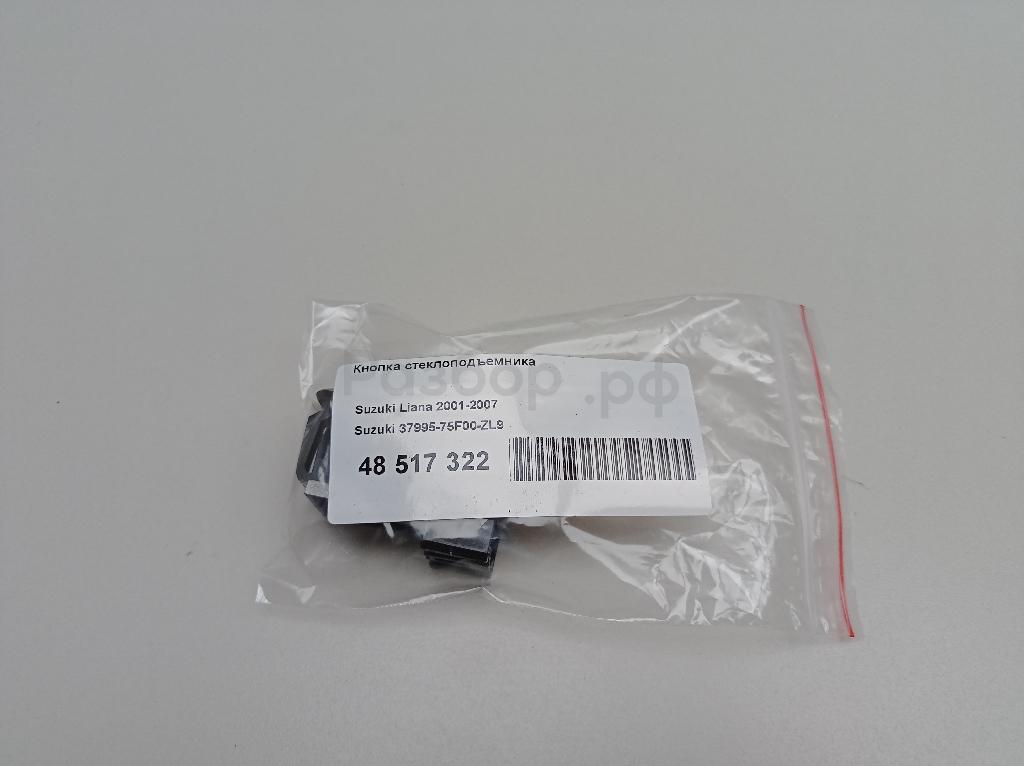 Кнопка стеклоподъемника
Разбор.рф
Suzuki Liana 2001-2007
Suzuki 37995-75F00-ZL9
48 517 322